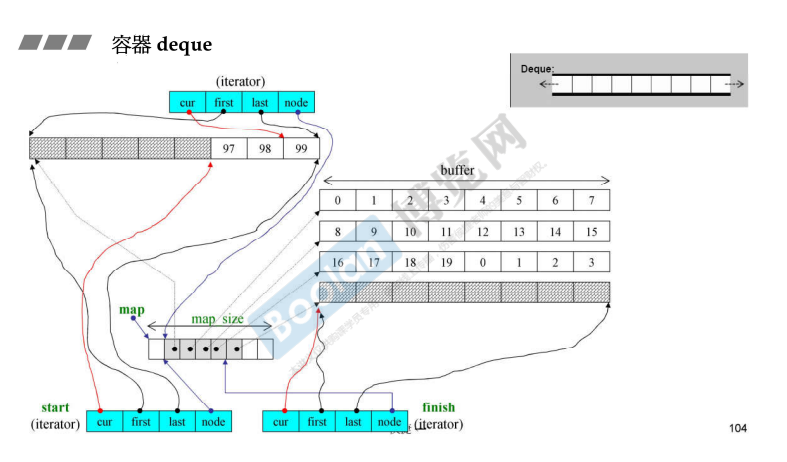 容器 deque
Deque:
(iterator)
cur first last node
97 98 99
buffer
0 1 2 3 4 5 6 7
8 9 10 11 12 13 14 15
16 17 18 19 0 1 2 3
博览网
Boolan
map
map size
start
(iterator)
cur first last node
cur first last node
finish
(iterator)
104